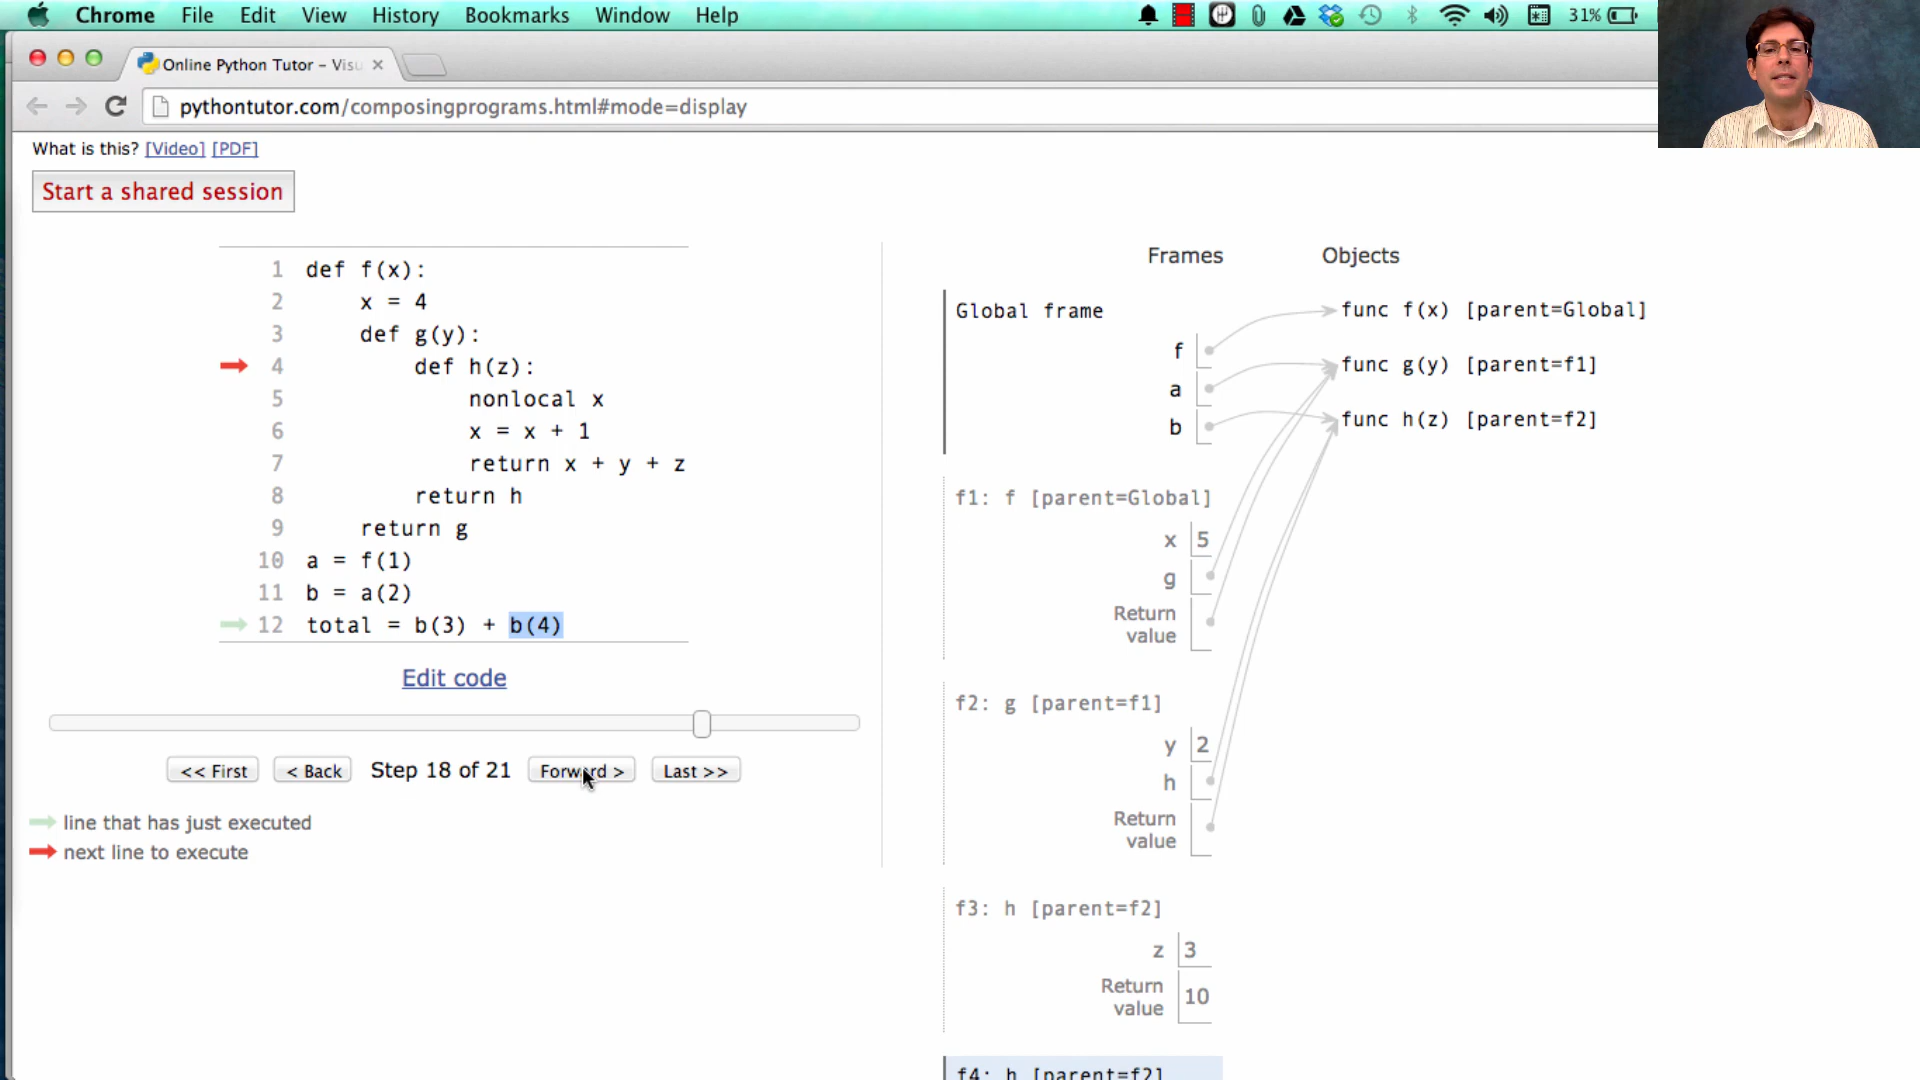 Chrome File Edit View History Bookmarks Window Help 31%
Online Python Tutor – Visu
pythontutor.com/composingprograms.html#mode=display
What is this? [Video] [PDF]
Start a shared session
1 def f(x):
2 x = 4
3 def g(y):
4 def h(z):
5 nonlocal x
6 x = x + 1
7 return x + y + z
8 return h
9 return g
10 a = f(1)
11 b = a(2)
12 total = b(3) + b(4)
Edit code
<< First < Back Step 18 of 21 Forward > Last >>
line that has just executed
next line to execute
Frames Objects
Global frame
f
a
b
func f(x) [parent=Global]
func g(y) [parent=f1]
func h(z) [parent=f2]
f1: f [parent=Global]
x 5
g
Return
value
f2: g [parent=f1]
y 2
h
Return
value
f3: h [parent=f2]
z 3
Return
value 10
f4: h [parent=f2]